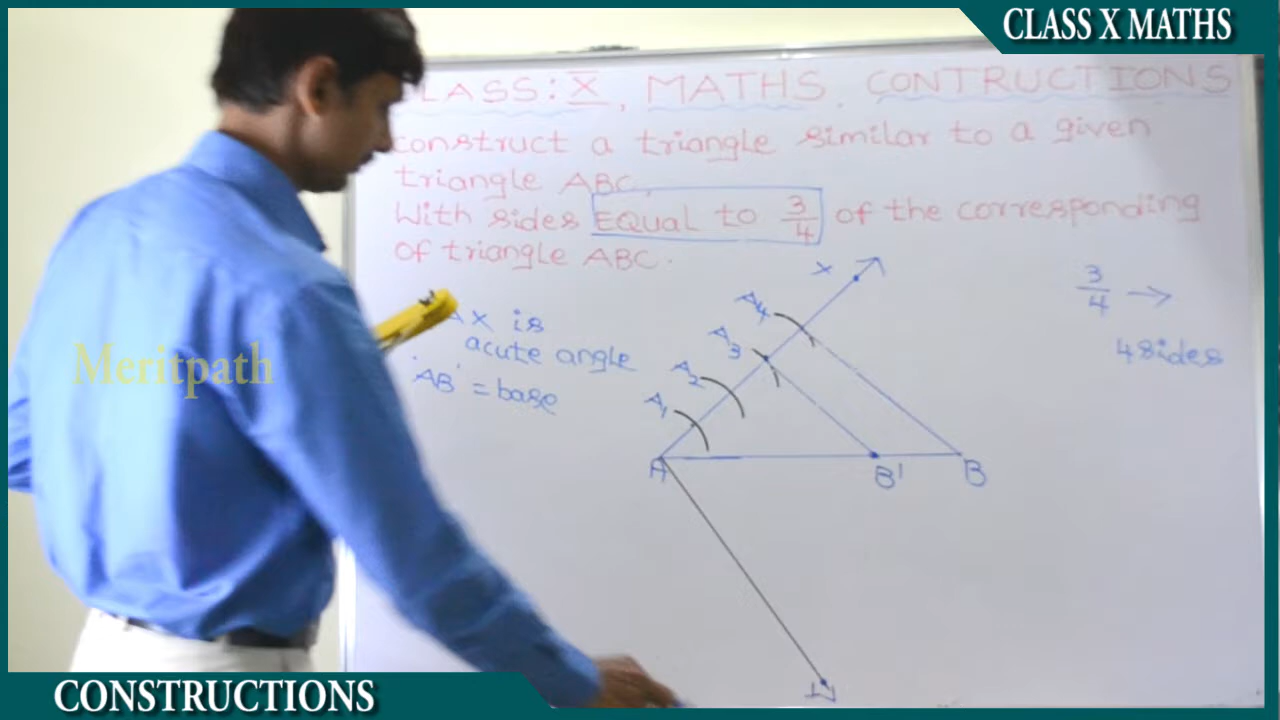 CLASS X MATHS
LASS: X, MATHS, CONTRUCTIONS
construct a triangle similar to a given
triangle ABC,
With sides EQUAL to 3/4 of the corresponding
of triangle ABC.
AX is
acute angle
'AB' = base
X
A4
A3
A2
A1
A
B'
B
3/4 →
4 sides
Meritpath
CONSTRUCTIONS